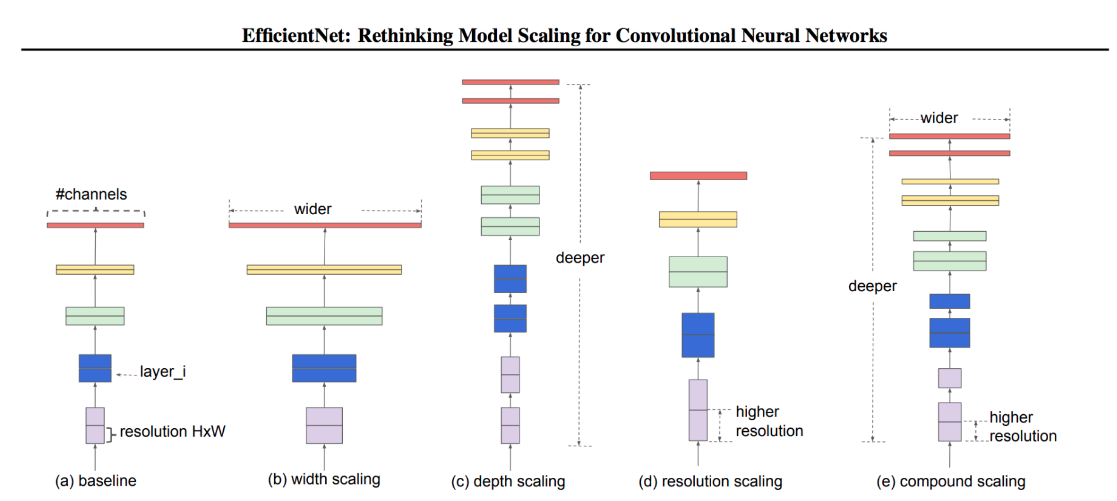 EfficientNet: Rethinking Model Scaling for Convolutional Neural Networks
#channels
layer_i
resolution HxW
(a) baseline
wider
(b) width scaling
deeper
(c) depth scaling
higher
resolution
(d) resolution scaling
wider
deeper
higher
resolution
(e) compound scaling